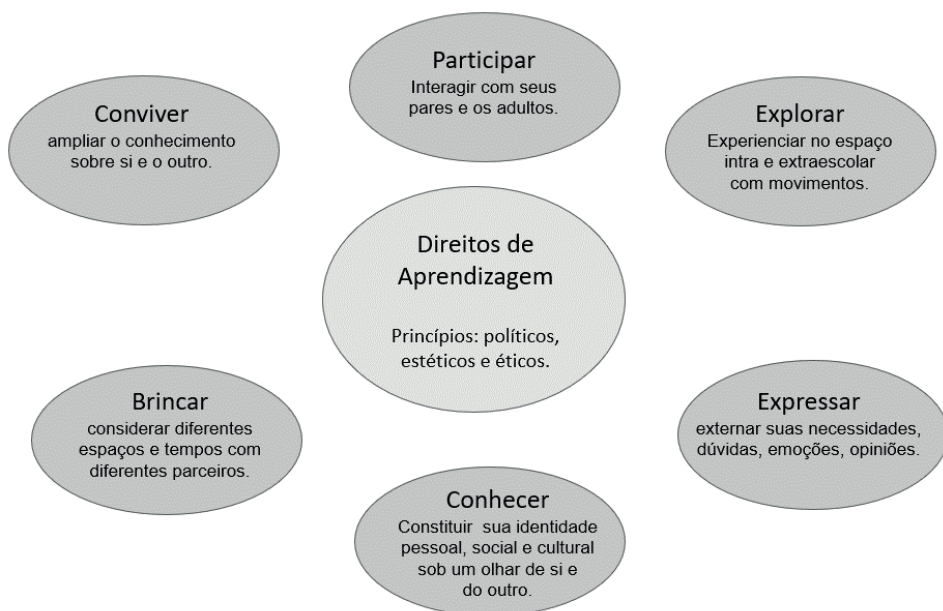 Participar
Interagir com seus
pares e os adultos.
Conviver
ampliar o conhecimento
sobre si e o outro.
Explorar
Experienciar no espaço
intra e extraescolar
com movimentos.
Direitos de
Aprendizagem
Princípios: políticos,
estéticos e éticos.
Brincar
considerar diferentes
espaços e tempos com
diferentes parceiros.
Expressar
externar suas necessidades,
dúvidas, emoções, opiniões.
Conhecer
Constituir sua identidade
pessoal, social e cultural
sob um olhar de si e
do outro.